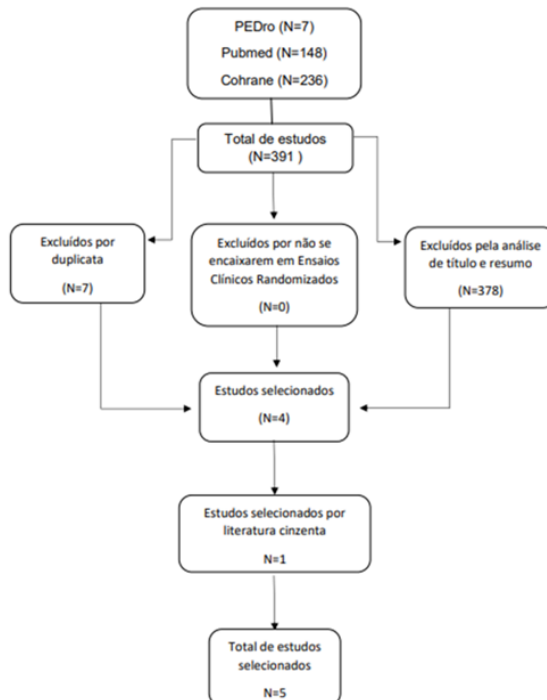 PEDro (N=7)
Pubmed (N=148)
Cohrane (N=236)
Total de estudos
(N=391 )
Excluídos por
duplicata
(N=7)
Excluídos por não se
encaixarem em Ensaios
Clínicos Randomizados
(N=0)
Excluídos pela análise
de título e resumo
(N=378)
Estudos selecionados
(N=4)
Estudos selecionados por
literatura cinzenta
N=1
Total de estudos
selecionados
N=5